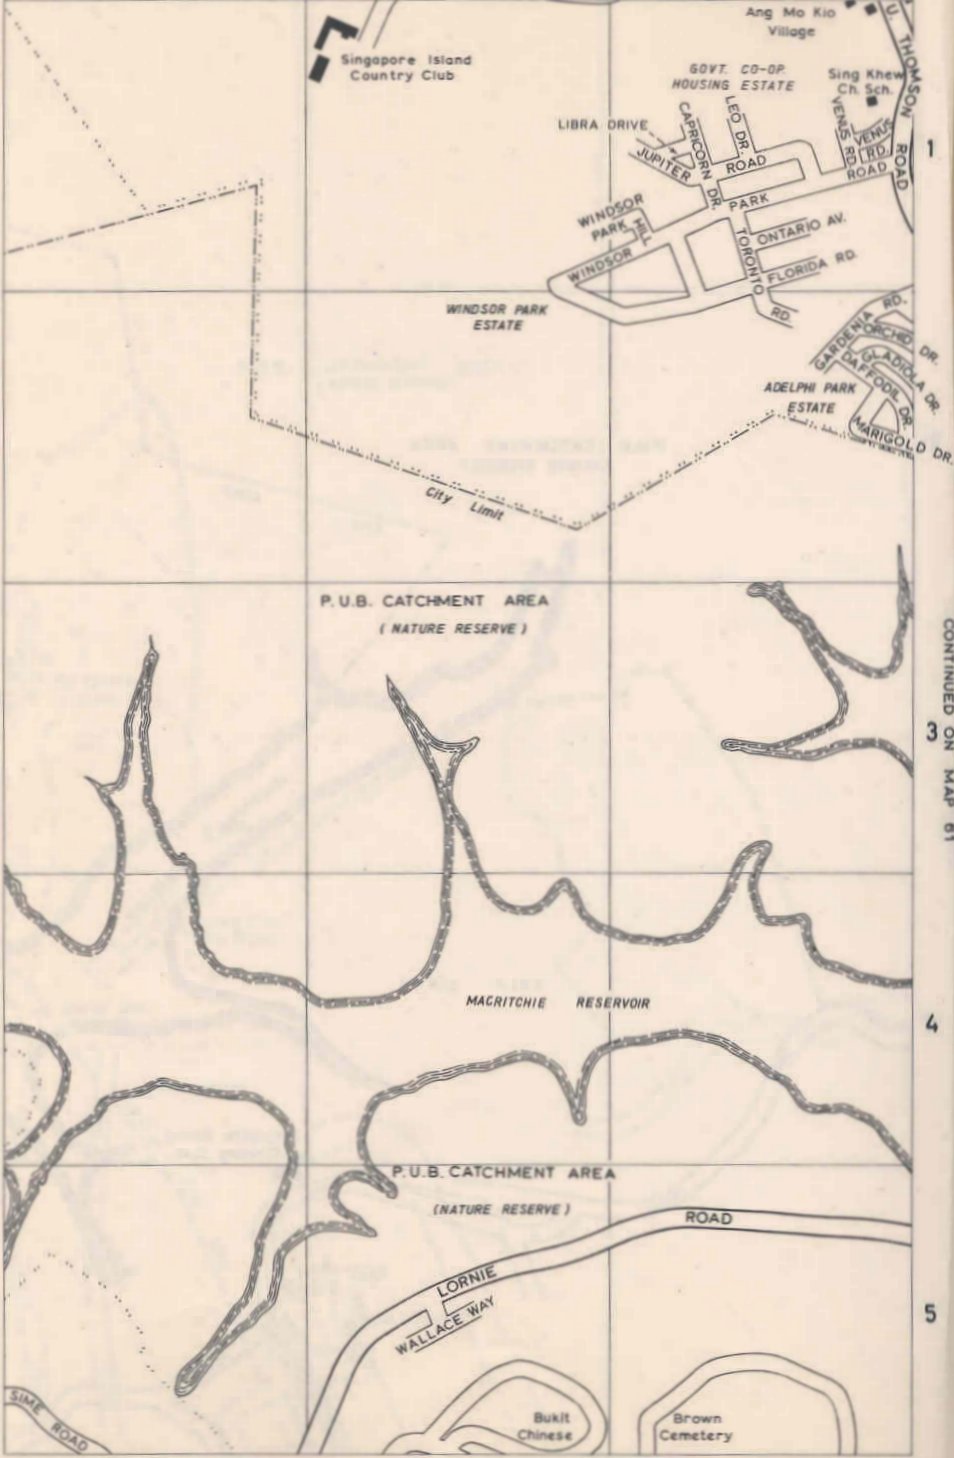 Ang Mo Kio
Village
U. THOMSON ROAD
Singapore Island
Country Club
GOVT. CO-OP.
HOUSING ESTATE
Sing Khew
Ch. Sch.
LIBRA DRIVE
CAPRICORN DR.
LEO DR.
VENUS RD.
VENUS
RD.
JUPITER ROAD
1
WINDSOR
PARK HILL
WINDSOR PARK ROAD
TORONTO RD.
ONTARIO AV.
FLORIDA RD.
WINDSOR PARK
ESTATE
GARDENIA RD.
ORCHID DR.
GLADIOLA DR.
DAFFODIL DR.
MARIGOLD DR.
ADELPHI PARK
ESTATE
City Limit
P.U.B. CATCHMENT AREA
(NATURE RESERVE)
CONTINUED ON MAP 61
3
MACRITCHIE RESERVOIR
4
P.U.B. CATCHMENT AREA
(NATURE RESERVE)
LORNIE ROAD
WALLACE WAY
5
SIME ROAD
Bukit
Chinese
Brown
Cemetery